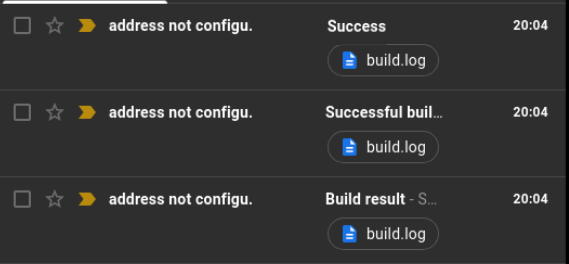 address not configu. Success 20:04
build.log
address not configu. Successful buil... 20:04
build.log
address not configu. Build result - S... 20:04
build.log